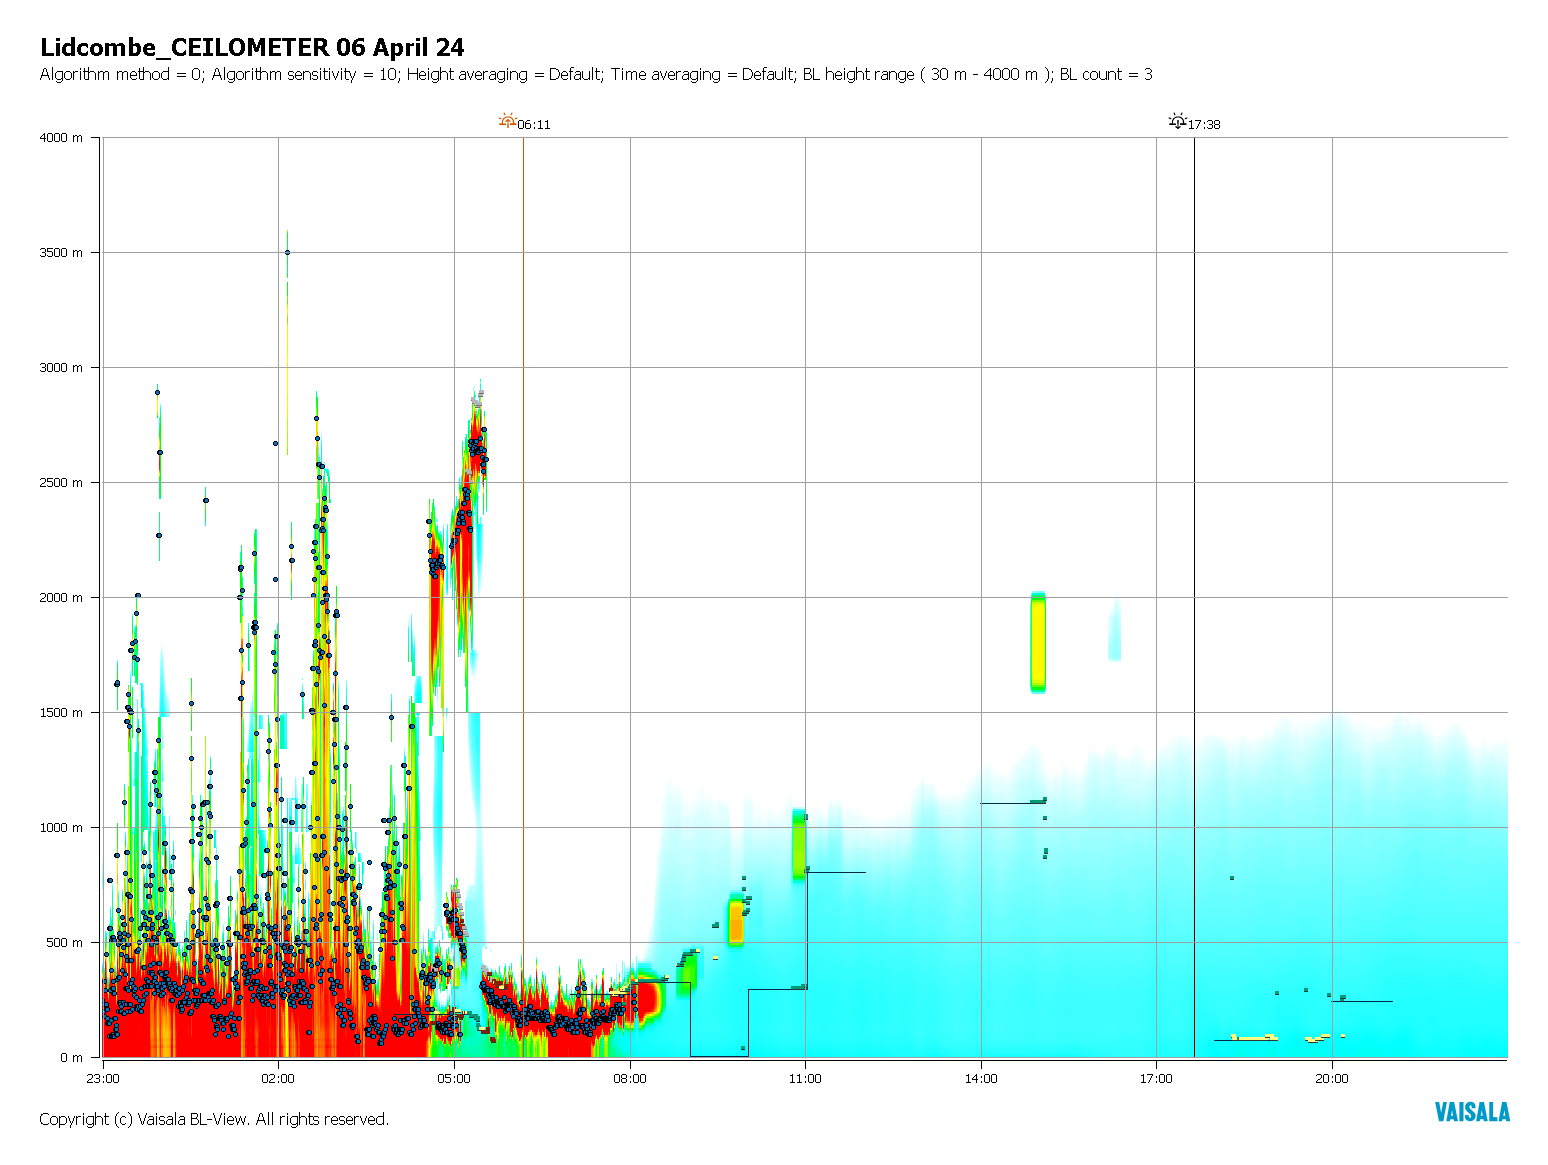 Lidcombe_CEILOMETER 06 April 24
Algorithm method = 0; Algorithm sensitivity = 10; Height averaging = Default; Time averaging = Default; BL height range ( 30 m - 4000 m ); BL count = 3
06:11
17:38
4000 m
3500 m
3000 m
2500 m
2000 m
1500 m
1000 m
500 m
0 m
23:00
02:00
05:00
08:00
11:00
14:00
17:00
20:00
Copyright (c) Vaisala BL-View. All rights reserved.
VAISALA